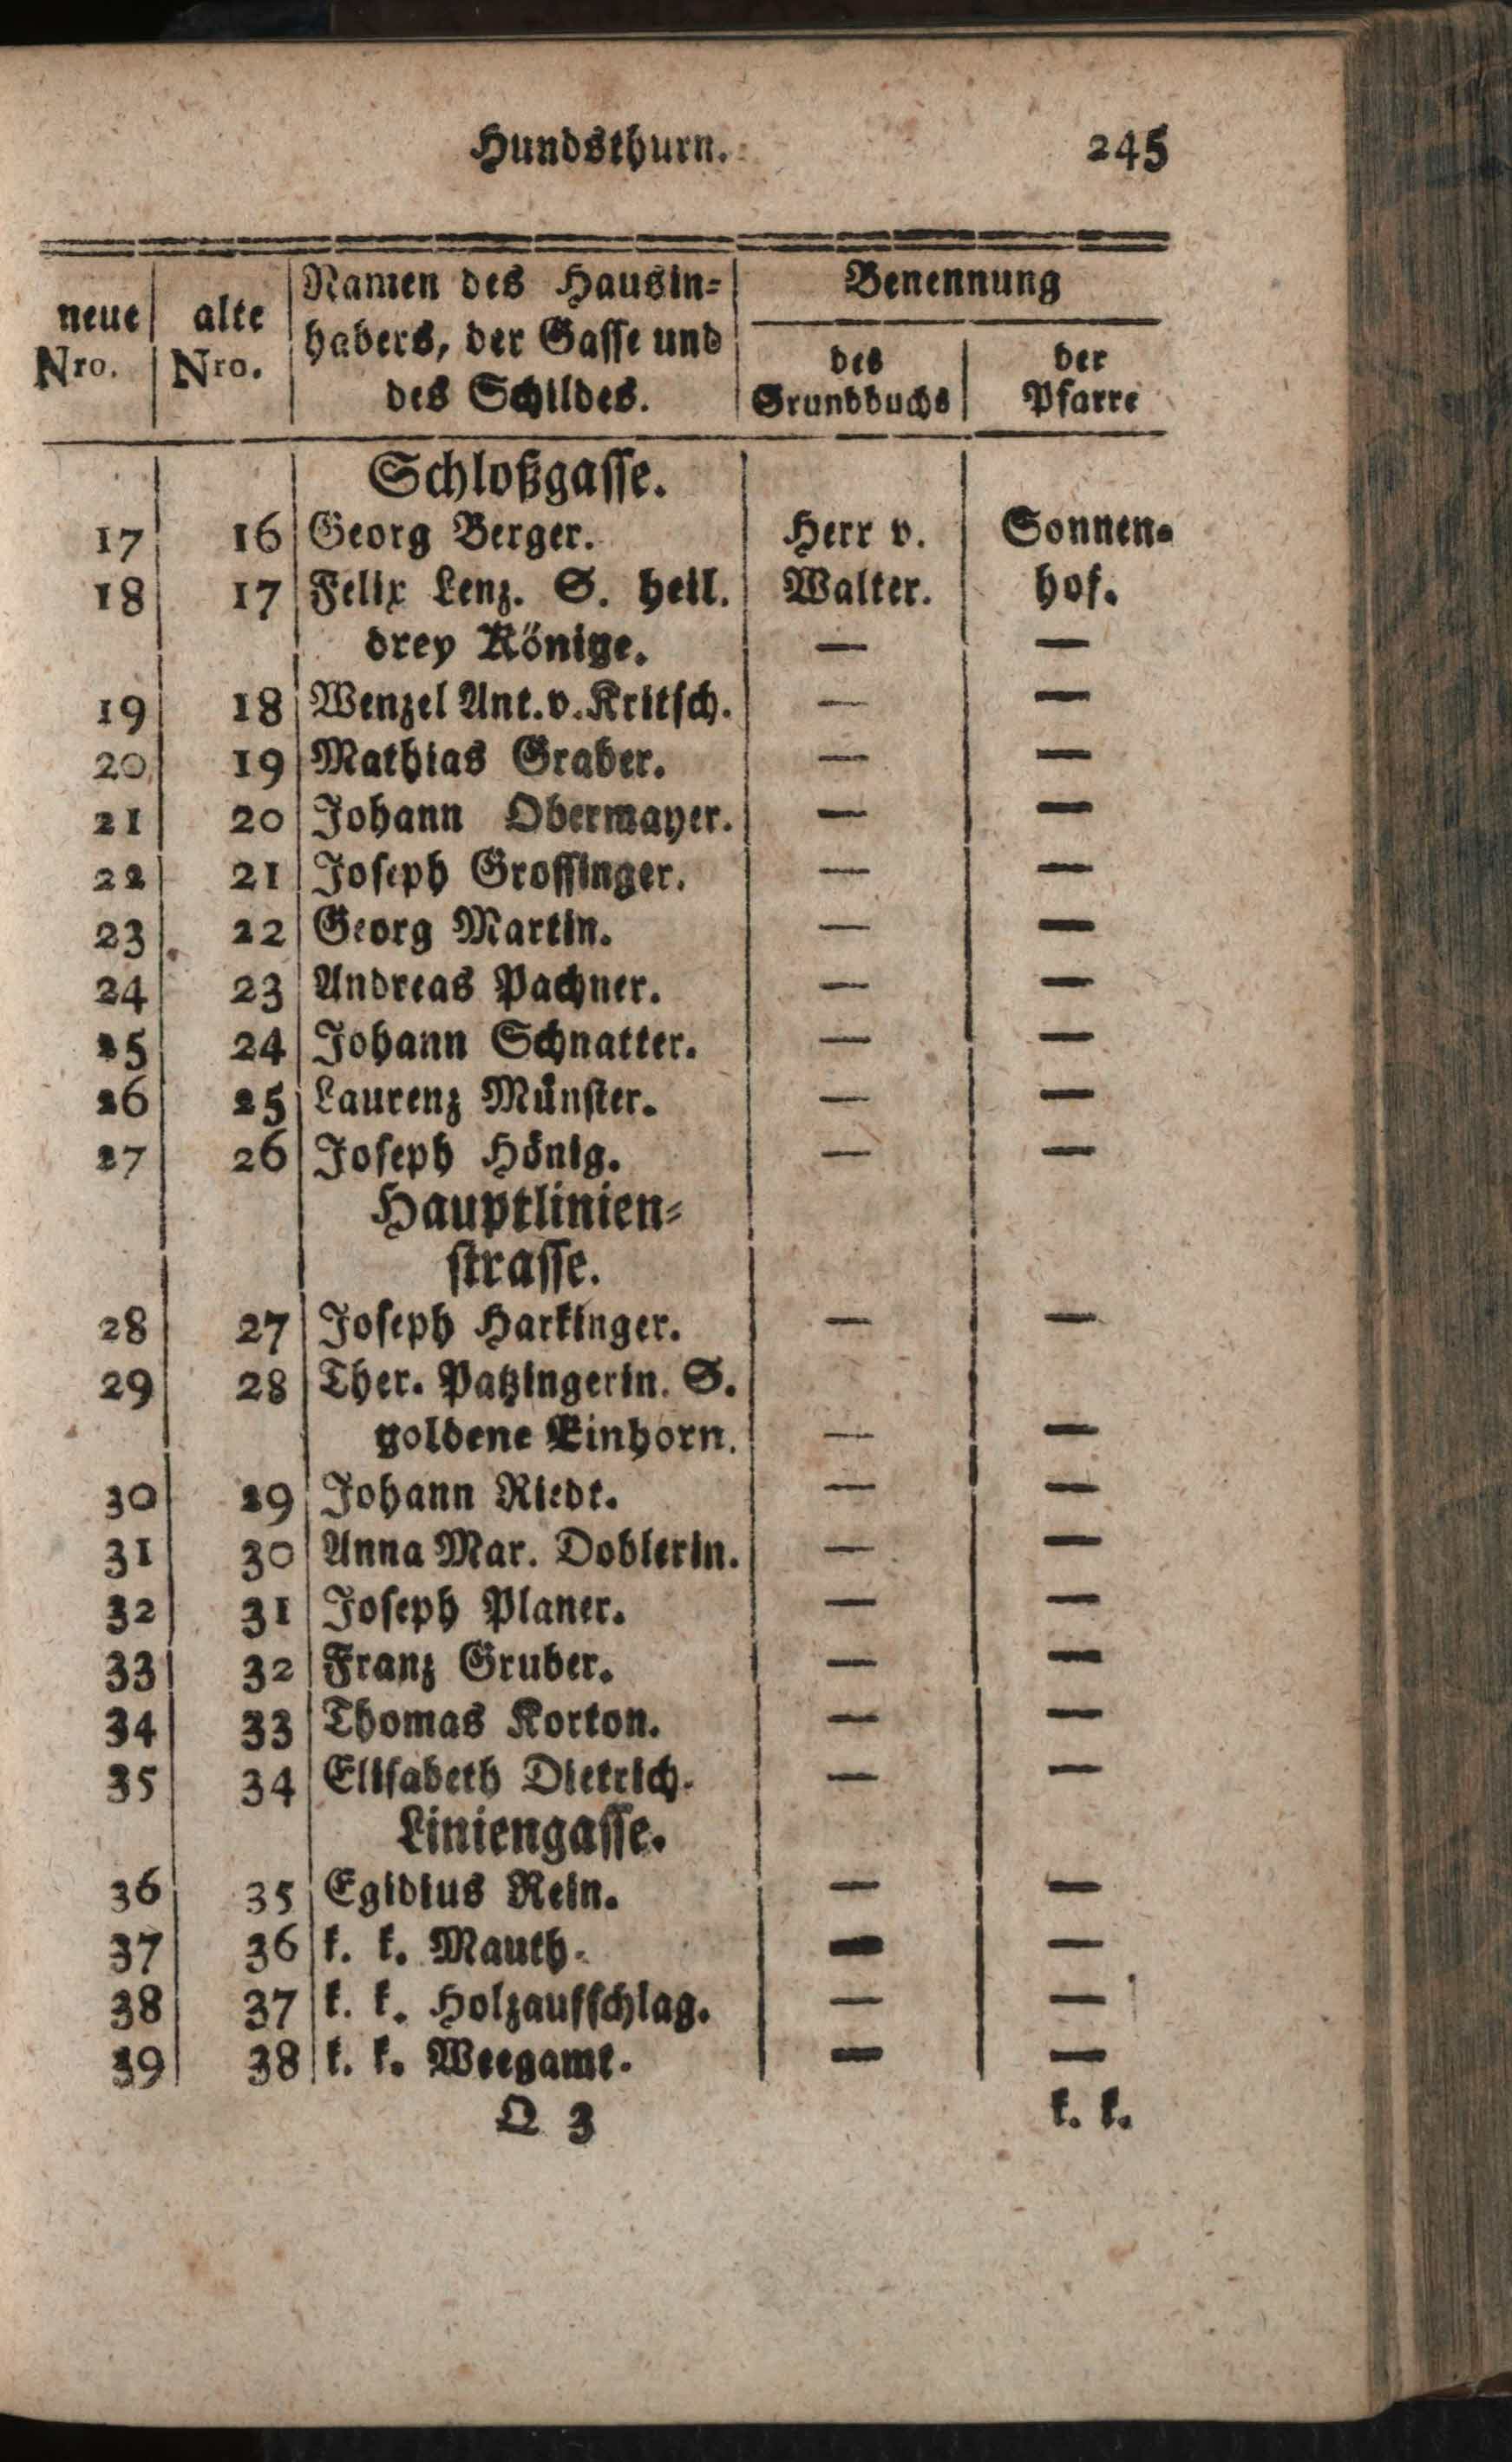 Hundsthurn. 245
neue Nro. | alte Nro. | Namen des Hausin-habers, der Gasse und des Schildes. | Benennung des Grundbuchs | der Pfarre
Schloßgasse.
17 16 Georg Berger. Herr v. Sonnen-
18 17 Felix Lenz. S. heil. Walter. hof.
drey Könige. — —
19 18 Wenzel Ant. v. Kritsch. — —
20 19 Mathias Graber. — —
21 20 Johann Obermayer. — —
22 21 Joseph Grossinger. — —
23 22 Georg Martin. — —
24 23 Andreas Pachner. — —
25 24 Johann Schnatter. — —
26 25 Laurenz Münster. — —
27 26 Joseph Hönig. — —
Hauptlinien-
strasse.
28 27 Joseph Harkinger. — —
29 28 Ther. Patzingerin. S.
goldene Einhorn. — —
30 29 Johann Riedt. — —
31 30 Anna Mar. Doblerin. — —
32 31 Joseph Planer. — —
33 32 Franz Gruber. — —
34 33 Thomas Korton. — —
35 34 Elisabeth Dietrich. — —
Liniengasse.
36 35 Egidius Rein. — —
37 36 k. k. Mauth. — —
38 37 k. k. Holzaufschlag. — —
39 38 k. k. Weegamt. — —
Q 3 k. k.